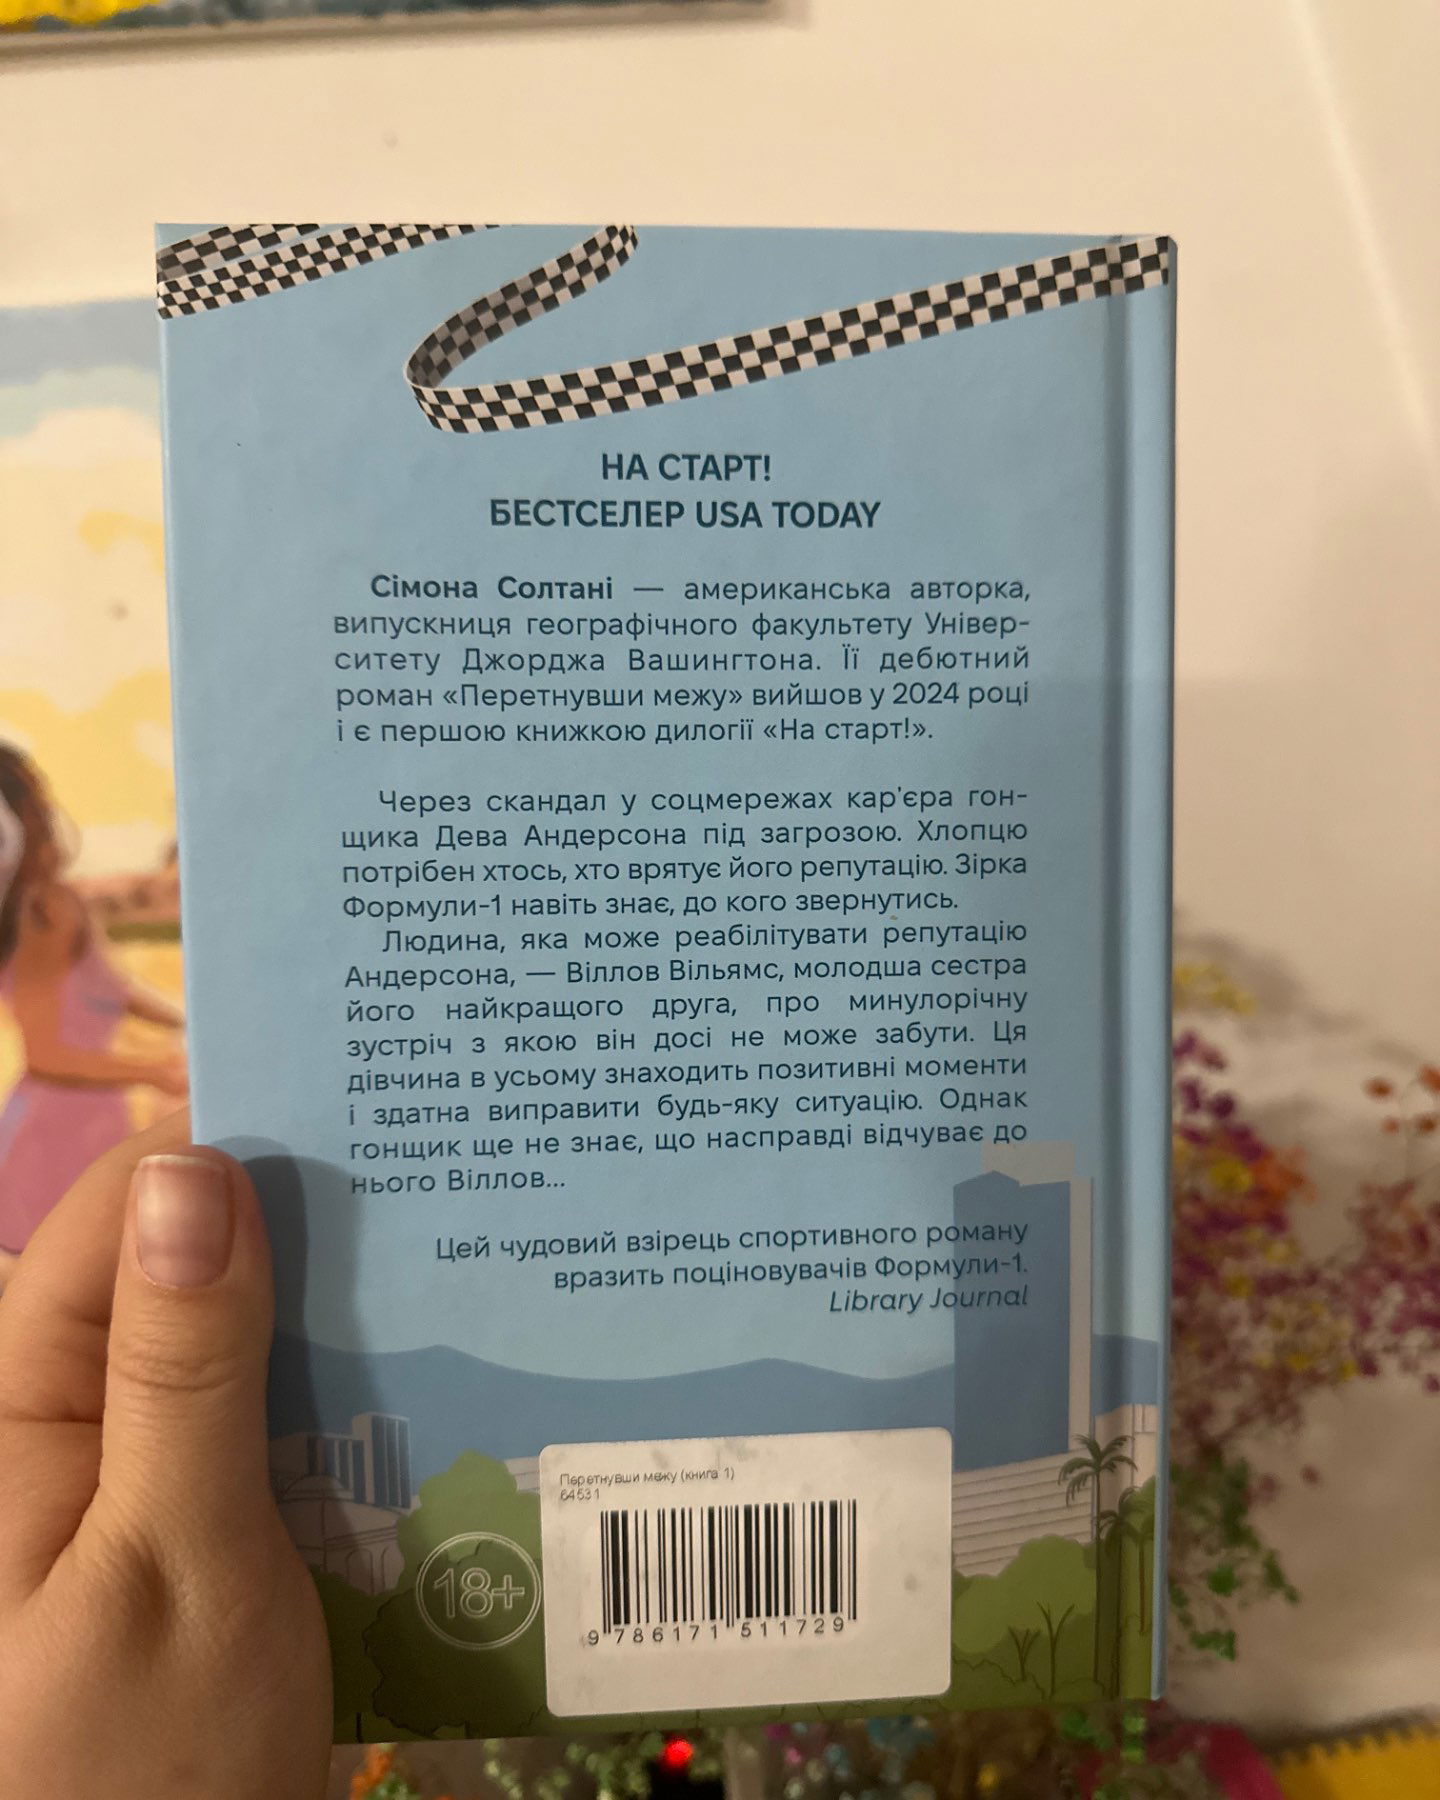 НА СТАРТ!
БЕСТСЕЛЕР USA TODAY
Сімона Солтані — американська авторка,
випускниця географічного факультету Універ-
ситету Джорджа Вашингтона. Її дебютний
роман «Перетнувши межу» вийшов у 2024 році
і є першою книжкою дилогії «На старт!».
Через скандал у соцмережах кар'єра гон-
щика Дева Андерсона під загрозою. Хлопцю
потрібен хтось, хто врятує його репутацію. Зірка
Формули-1 навіть знає, до кого звернутись.
Людина, яка може реабілітувати репутацію
Андерсона, — Віллов Вільямс, молодша сестра
його найкращого друга, про минулорічну
зустріч з якою він досі не може забути. Ця
дівчина в усьому знаходить позитивні моменти
і здатна виправити будь-яку ситуацію. Однак
гонщик ще не знає, що насправді відчуває до
нього Віллов...
Цей чудовий взірець спортивного роману
вразить поціновувачів Формули-1.
Library Journal
Перетнувши межу (книга 1)
64531
18+
9 786171 511729